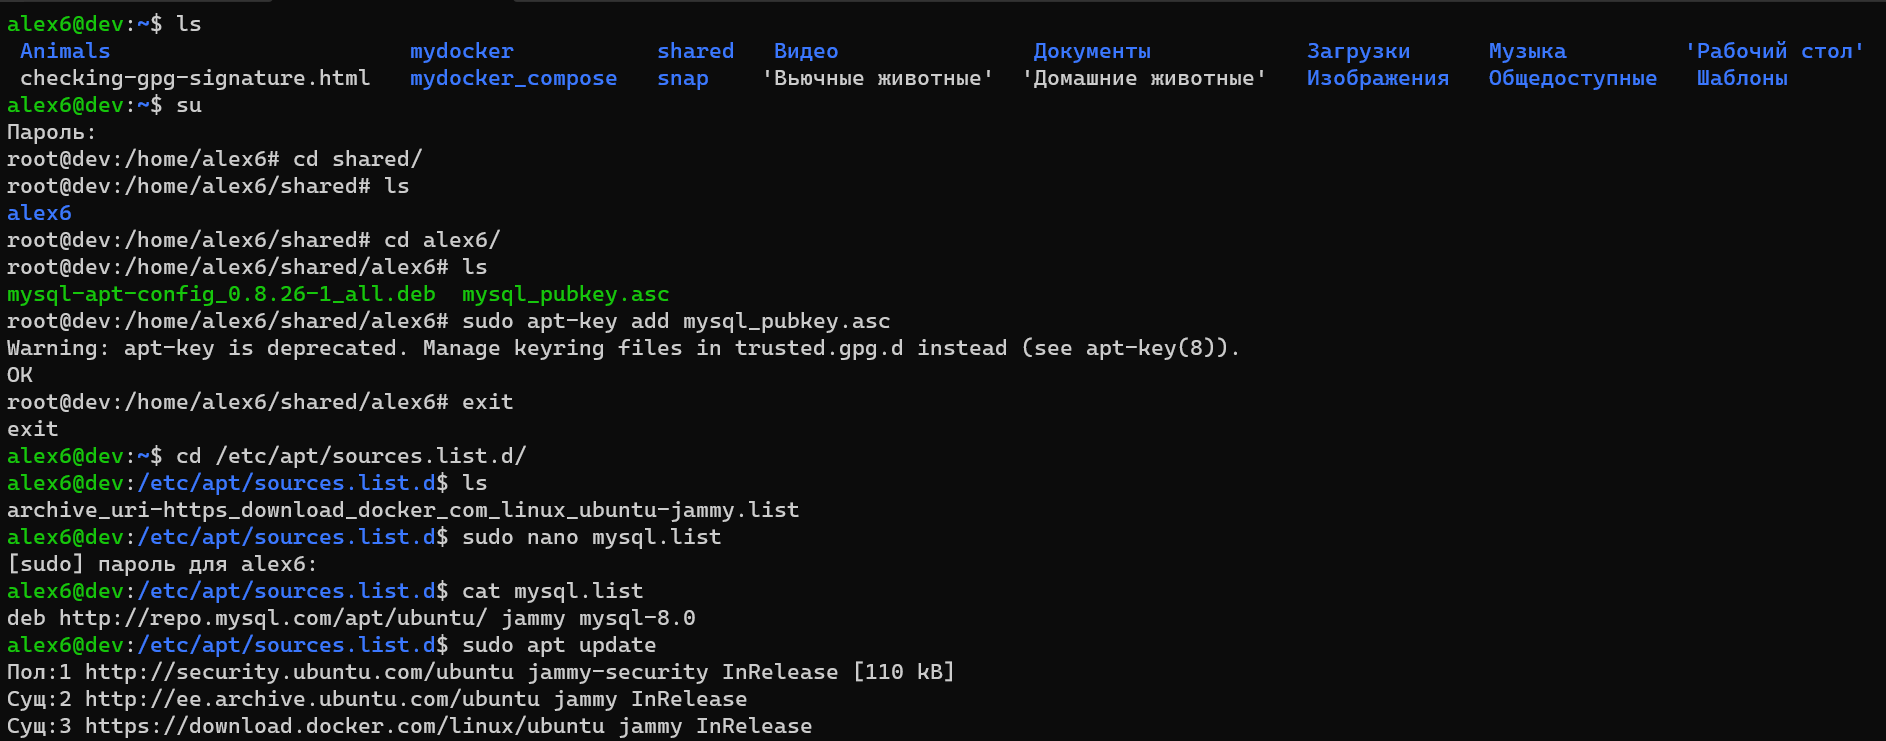 alex6@dev:~$ ls
 Animals                       mydocker           shared   Видео               Документы            Загрузки      Музыка         'Рабочий стол'
 checking-gpg-signature.html   mydocker_compose   snap    'Вьючные животные'  'Домашние животные'   Изображения   Общедоступные   Шаблоны
alex6@dev:~$ su
Пароль:
root@dev:/home/alex6# cd shared/
root@dev:/home/alex6/shared# ls
alex6
root@dev:/home/alex6/shared# cd alex6/
root@dev:/home/alex6/shared/alex6# ls
mysql-apt-config_0.8.26-1_all.deb  mysql_pubkey.asc
root@dev:/home/alex6/shared/alex6# sudo apt-key add mysql_pubkey.asc
Warning: apt-key is deprecated. Manage keyring files in trusted.gpg.d instead (see apt-key(8)).
OK
root@dev:/home/alex6/shared/alex6# exit
exit
alex6@dev:~$ cd /etc/apt/sources.list.d/
alex6@dev:/etc/apt/sources.list.d$ ls
archive_uri-https_download_docker_com_linux_ubuntu-jammy.list
alex6@dev:/etc/apt/sources.list.d$ sudo nano mysql.list
[sudo] пароль для alex6:
alex6@dev:/etc/apt/sources.list.d$ cat mysql.list
deb http://repo.mysql.com/apt/ubuntu/ jammy mysql-8.0
alex6@dev:/etc/apt/sources.list.d$ sudo apt update
Пол:1 http://security.ubuntu.com/ubuntu jammy-security InRelease [110 kB]
Сущ:2 http://ee.archive.ubuntu.com/ubuntu jammy InRelease
Сущ:3 https://download.docker.com/linux/ubuntu jammy InRelease